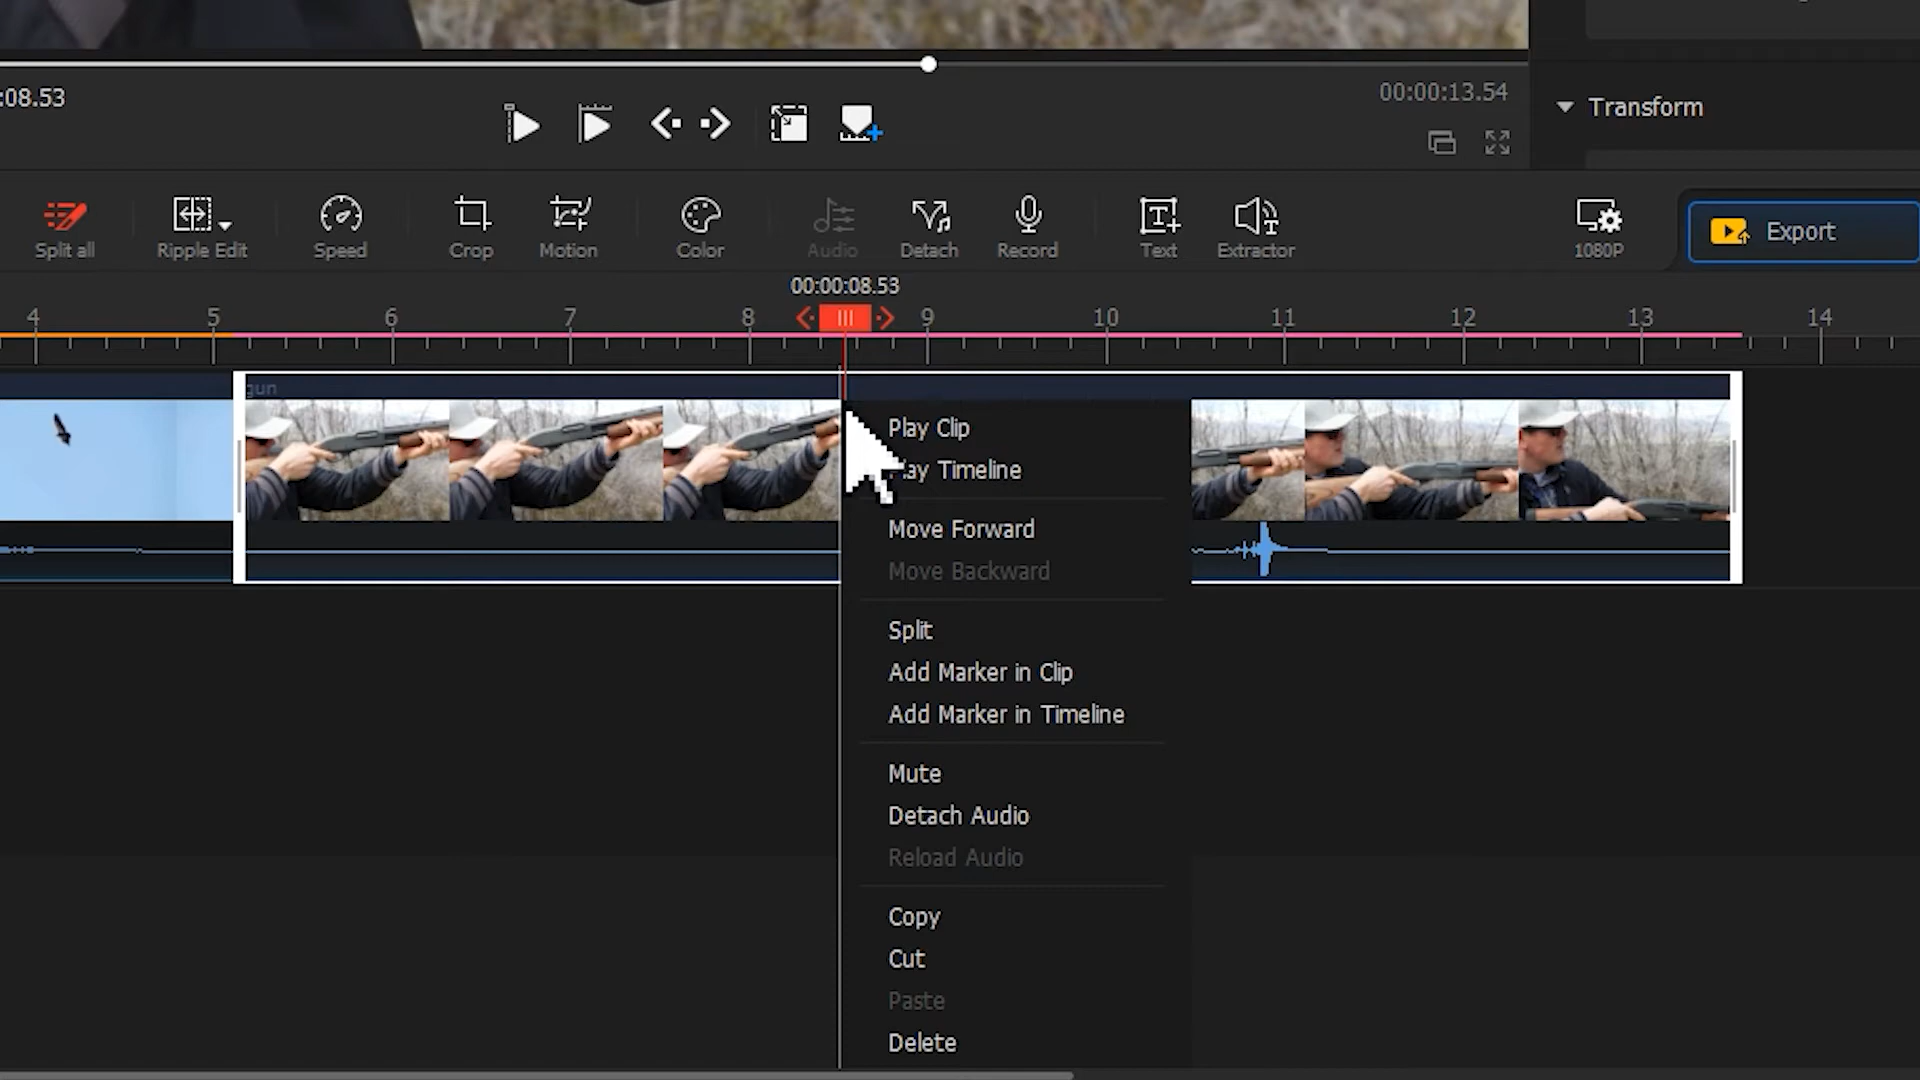 :08.53
00:00:13.54
Transform
Split all
Ripple Edit
Speed
Crop
Motion
Color
Audio
Detach
Record
Text
Extractor
1080P
Export
00:00:08.53
4 5 6 7 8 9 10 11 12 13 14
gun
Play Clip
lay Timeline
Move Forward
Move Backward
Split
Add Marker in Clip
Add Marker in Timeline
Mute
Detach Audio
Reload Audio
Copy
Cut
Paste
Delete